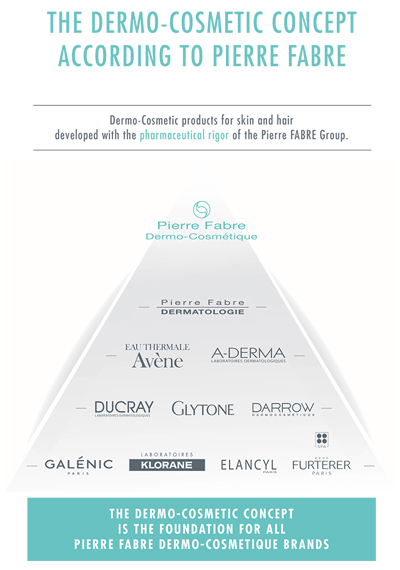 THE DERMO-COSMETIC CONCEPT
ACCORDING TO PIERRE FABRE
Dermo-Cosmetic products for skin and hair
developed with the pharmaceutical rigor of the Pierre FABRE Group.
Pierre Fabre
Dermo-Cosmétique
Pierre Fabre
DERMATOLOGIE
EAU THERMALE
Avène
A-DERMA
LABORATOIRES DERMATOLOGIQUES
DUCRAY
LABORATOIRES DERMATOLOGIQUES
GLYTONE
DARROW
DERMOCOSMÉTICOS
GALÉNIC
PARIS
LABORATOIRES
KLORANE
ELANCYL
PARIS
RENE
FURTERER
PARIS
THE DERMO-COSMETIC CONCEPT
IS THE FOUNDATION FOR ALL
PIERRE FABRE DERMO-COSMETIQUE BRANDS